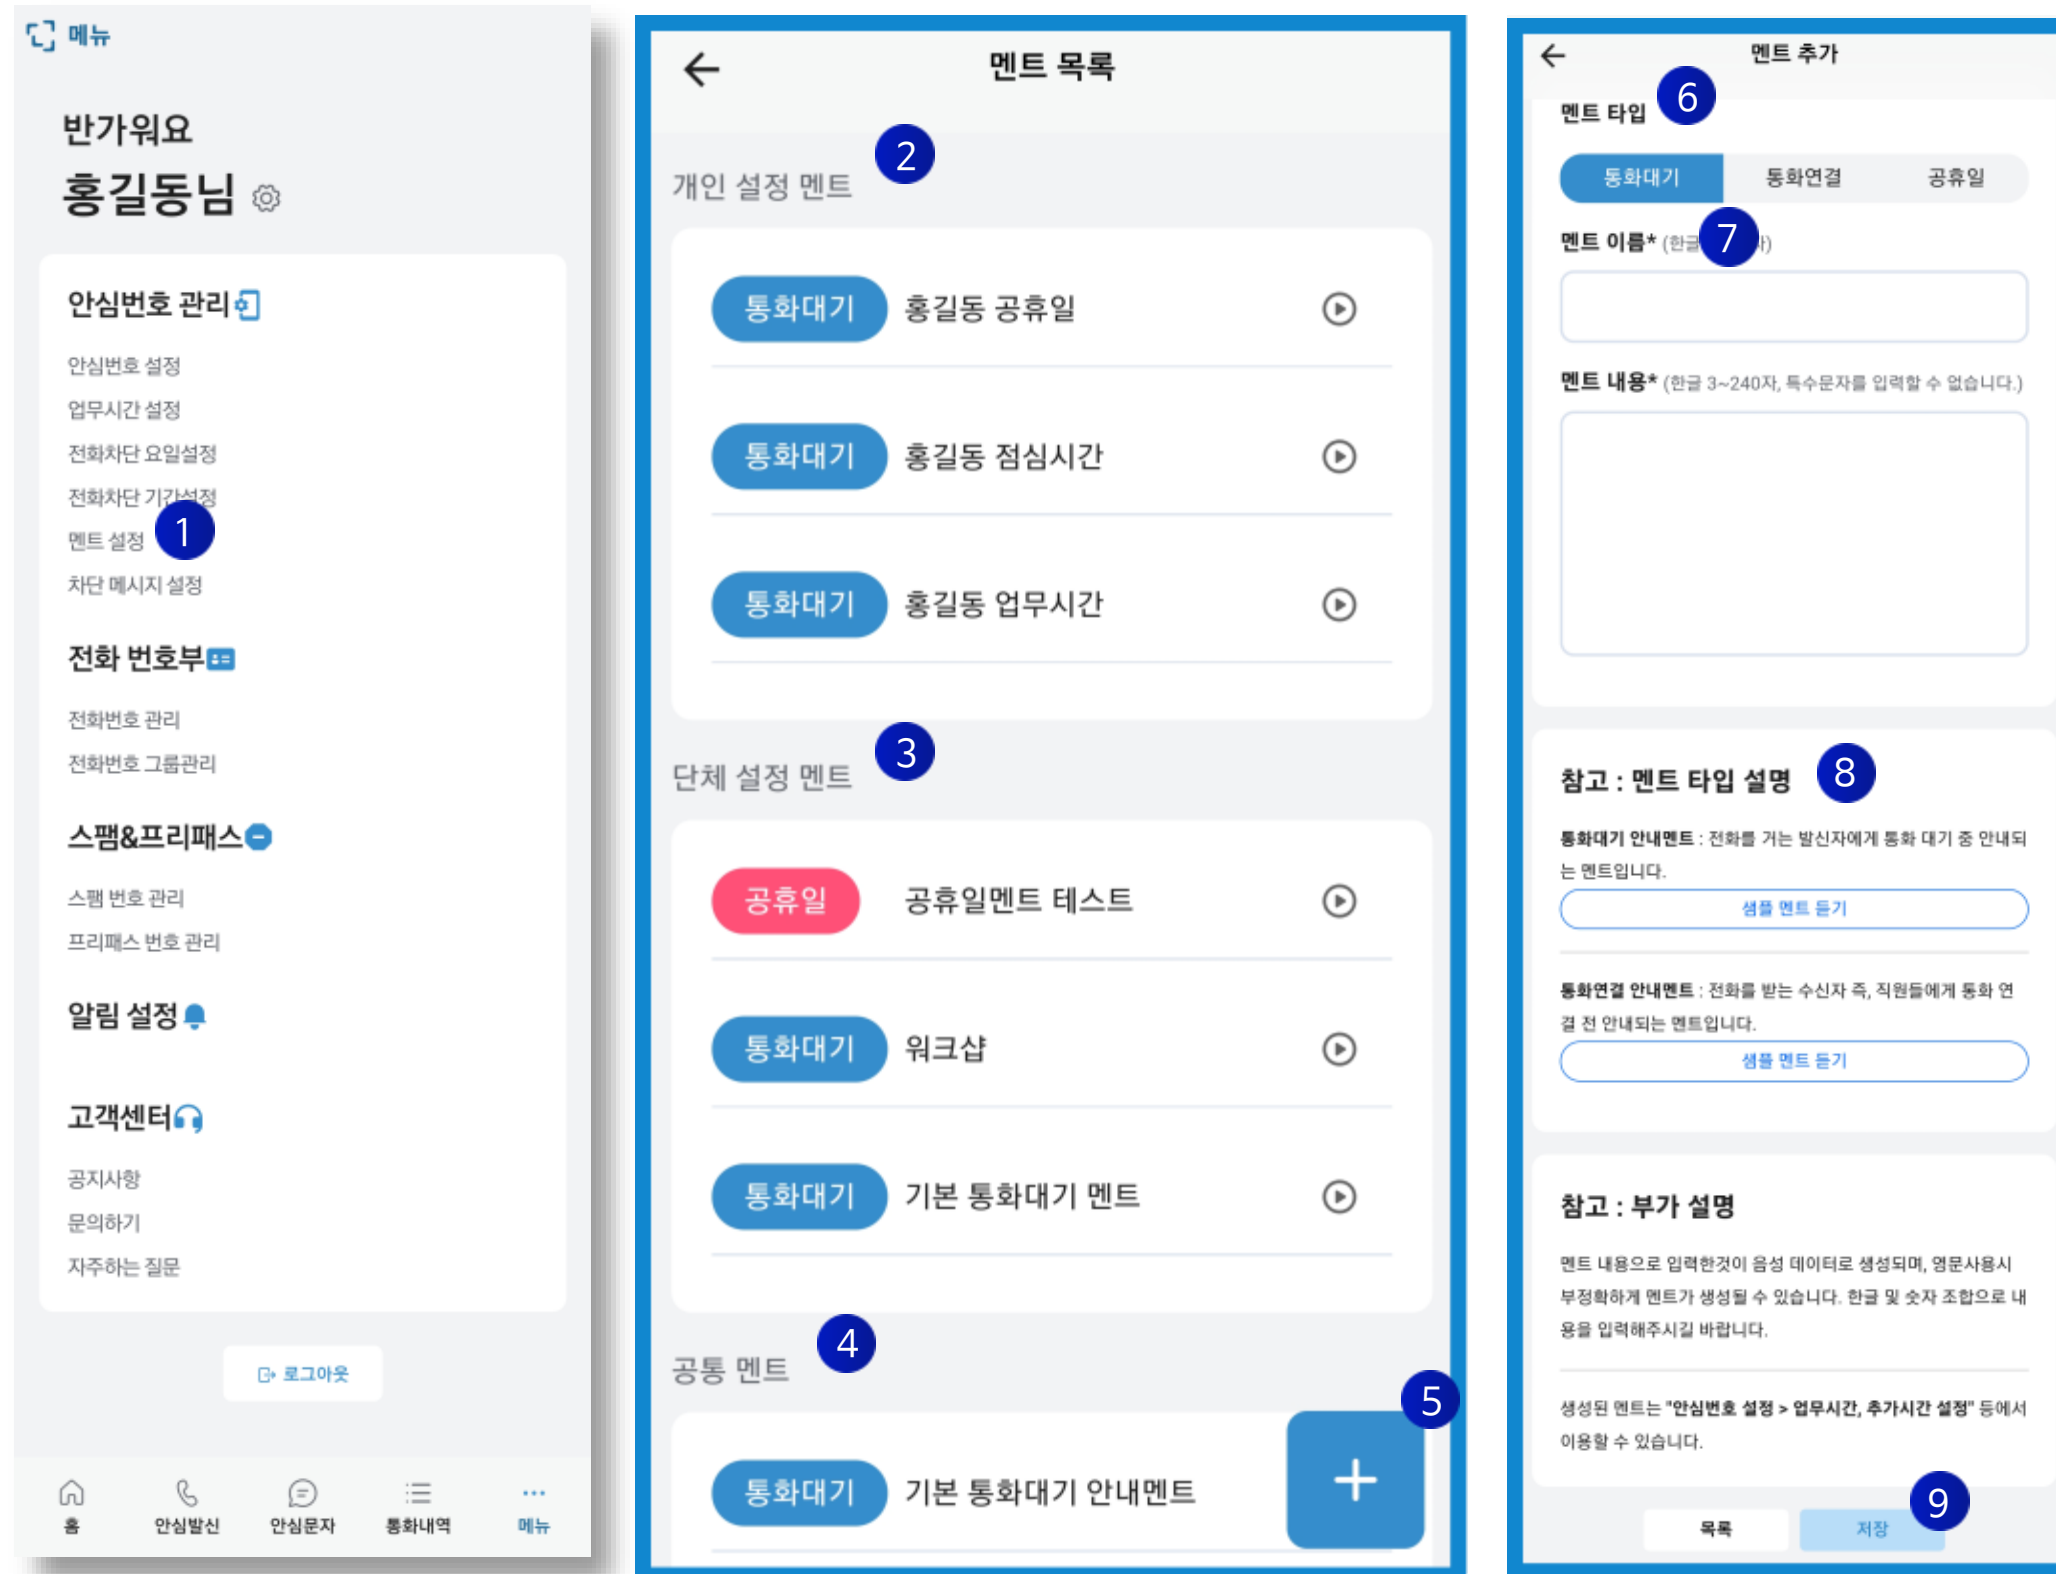 메뉴
반가워요
홍길동님
안심번호 관리
안심번호 설정
업무시간 설정
전화차단 요일설정
전화차단 기간설정
멘트 설정
1
차단 메시지 설정
전화 번호부
전화번호 관리
전화번호 그룹관리
스팸&프리패스
스팸 번호 관리
프리패스 번호 관리
알림 설정
고객센터
공지사항
문의하기
자주하는 질문
로그아웃
홈
안심발신
안심문자
통화내역
메뉴
멘트 목록
2
개인 설정 멘트
통화대기 홍길동 공휴일
통화대기 홍길동 점심시간
통화대기 홍길동 업무시간
3
단체 설정 멘트
공휴일 공휴일멘트 테스트
통화대기 워크샵
통화대기 기본 통화대기 멘트
4
공통 멘트
5
통화대기 기본 통화대기 안내멘트
멘트 추가
6
멘트 타입
통화대기 통화연결 공휴일
7
멘트 이름* (한글
멘트 내용* (한글 3~240자, 특수문자를 입력할 수 없습니다.)
참고 : 멘트 타입 설명
8
통화대기 안내멘트 : 전화를 거는 발신자에게 통화 대기 중 안내되
는 멘트입니다.
샘플 멘트 듣기
통화연결 안내멘트 : 전화를 받는 수신자 즉, 직원들에게 통화 연
결 전 안내되는 멘트입니다.
샘플 멘트 듣기
참고 : 부가 설명
멘트 내용으로 입력한것이 음성 데이터로 생성되며, 영문사용시
부정확하게 멘트가 생성될 수 있습니다. 한글 및 숫자 조합으로 내
용을 입력해주시길 바랍니다.
생성된 멘트는 "안심번호 설정 > 업무시간, 추가시간 설정" 등에서
이용할 수 있습니다.
9
목록
저장